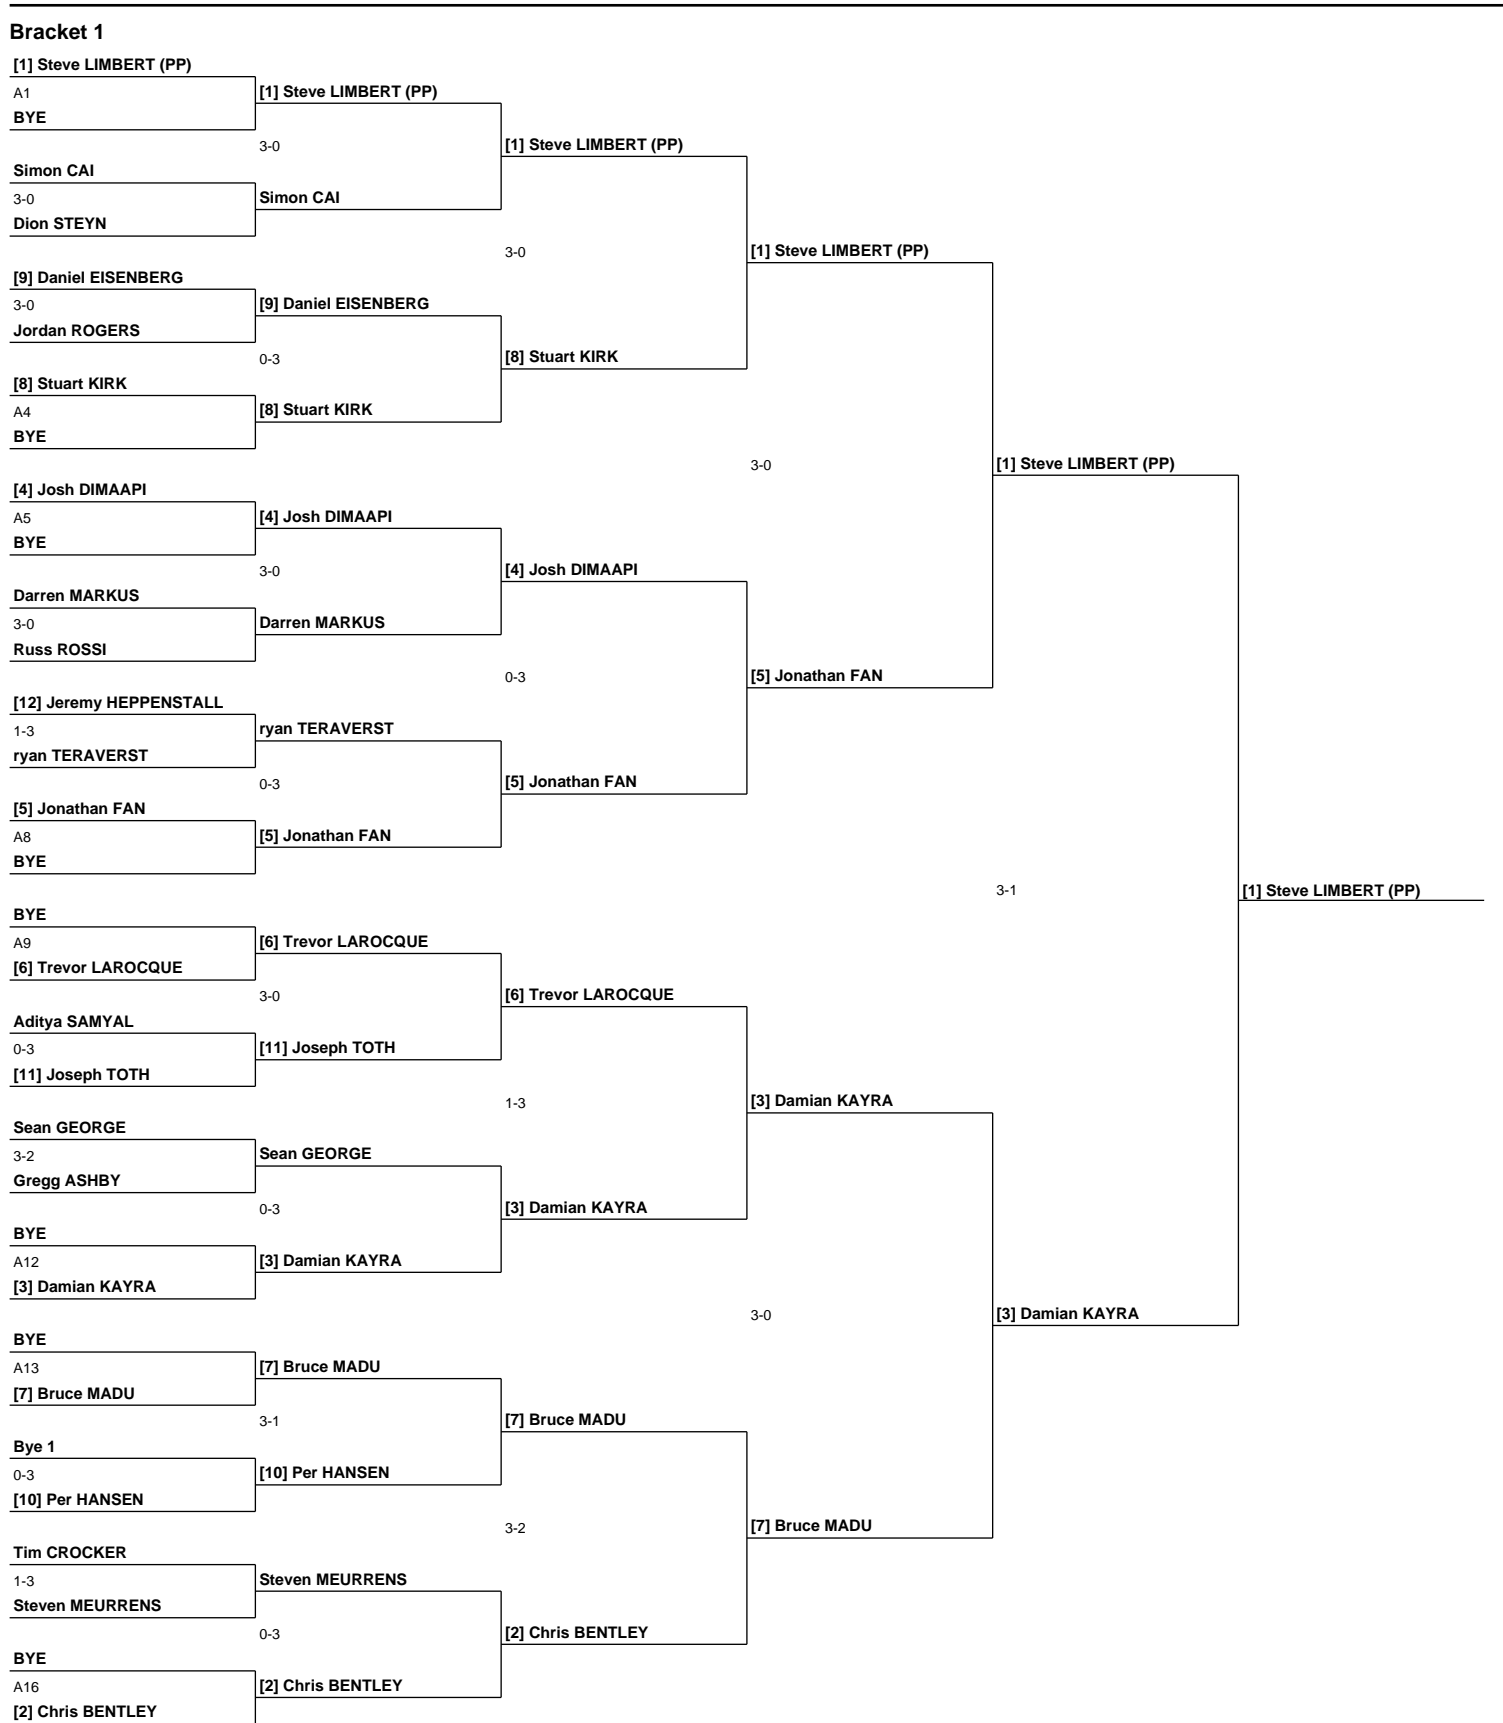 Bracket 1
[1] Steve LIMBERT (PP)
A1
[1] Steve LIMBERT (PP)
BYE
3-0
[1] Steve LIMBERT (PP)
Simon CAI
3-0
Simon CAI
Dion STEYN
3-0
[1] Steve LIMBERT (PP)
[9] Daniel EISENBERG
3-0
[9] Daniel EISENBERG
Jordan ROGERS
0-3
[8] Stuart KIRK
[8] Stuart KIRK
A4
[8] Stuart KIRK
BYE
3-0
[1] Steve LIMBERT (PP)
[4] Josh DIMAAPI
A5
[4] Josh DIMAAPI
BYE
3-0
[4] Josh DIMAAPI
Darren MARKUS
3-0
Darren MARKUS
Russ ROSSI
0-3
[5] Jonathan FAN
[12] Jeremy HEPPENSTALL
1-3
ryan TERAVERST
ryan TERAVERST
0-3
[5] Jonathan FAN
[5] Jonathan FAN
A8
[5] Jonathan FAN
BYE
3-1
[1] Steve LIMBERT (PP)
BYE
A9
[6] Trevor LAROCQUE
[6] Trevor LAROCQUE
3-0
[6] Trevor LAROCQUE
Aditya SAMYAL
0-3
[11] Joseph TOTH
[11] Joseph TOTH
1-3
[3] Damian KAYRA
Sean GEORGE
3-2
Sean GEORGE
Gregg ASHBY
0-3
[3] Damian KAYRA
BYE
A12
[3] Damian KAYRA
[3] Damian KAYRA
3-0
[3] Damian KAYRA
BYE
A13
[7] Bruce MADU
[7] Bruce MADU
3-1
[7] Bruce MADU
Bye 1
0-3
[10] Per HANSEN
[10] Per HANSEN
3-2
[7] Bruce MADU
Tim CROCKER
1-3
Steven MEURRENS
Steven MEURRENS
0-3
[2] Chris BENTLEY
BYE
A16
[2] Chris BENTLEY
[2] Chris BENTLEY